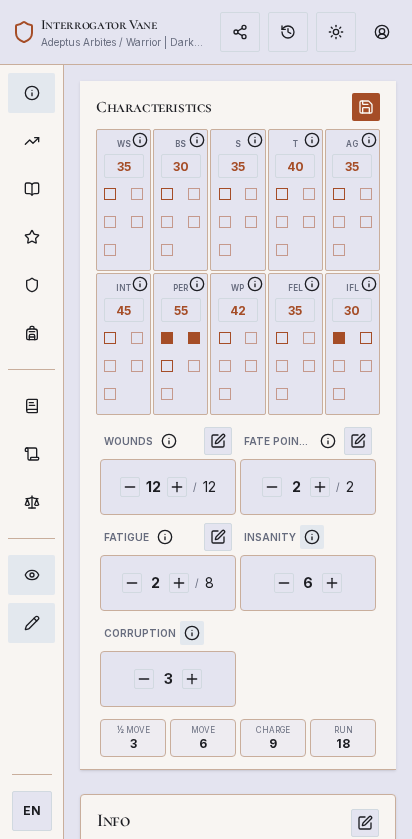 Interrogator Vane
Adeptus Arbites / Warrior | Dark...
Characteristics
WS BS S T AG
35 30 35 40 35
INT PER WP FEL IFL
45 55 42 35 30
WOUNDS FATE POIN...
12 / 12 2 / 2
FATIGUE INSANITY
2 / 8 6
CORRUPTION
3
½ MOVE MOVE CHARGE RUN
3 6 9 18
EN
Info